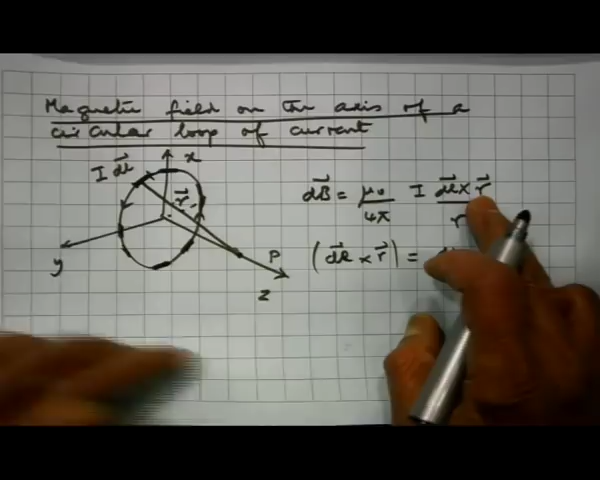 Magnetic field on the axis of a
circular loop of current
x
I dl
r
y
P
z
dB = μ0/4π I dl × r / r
(dl × r) =